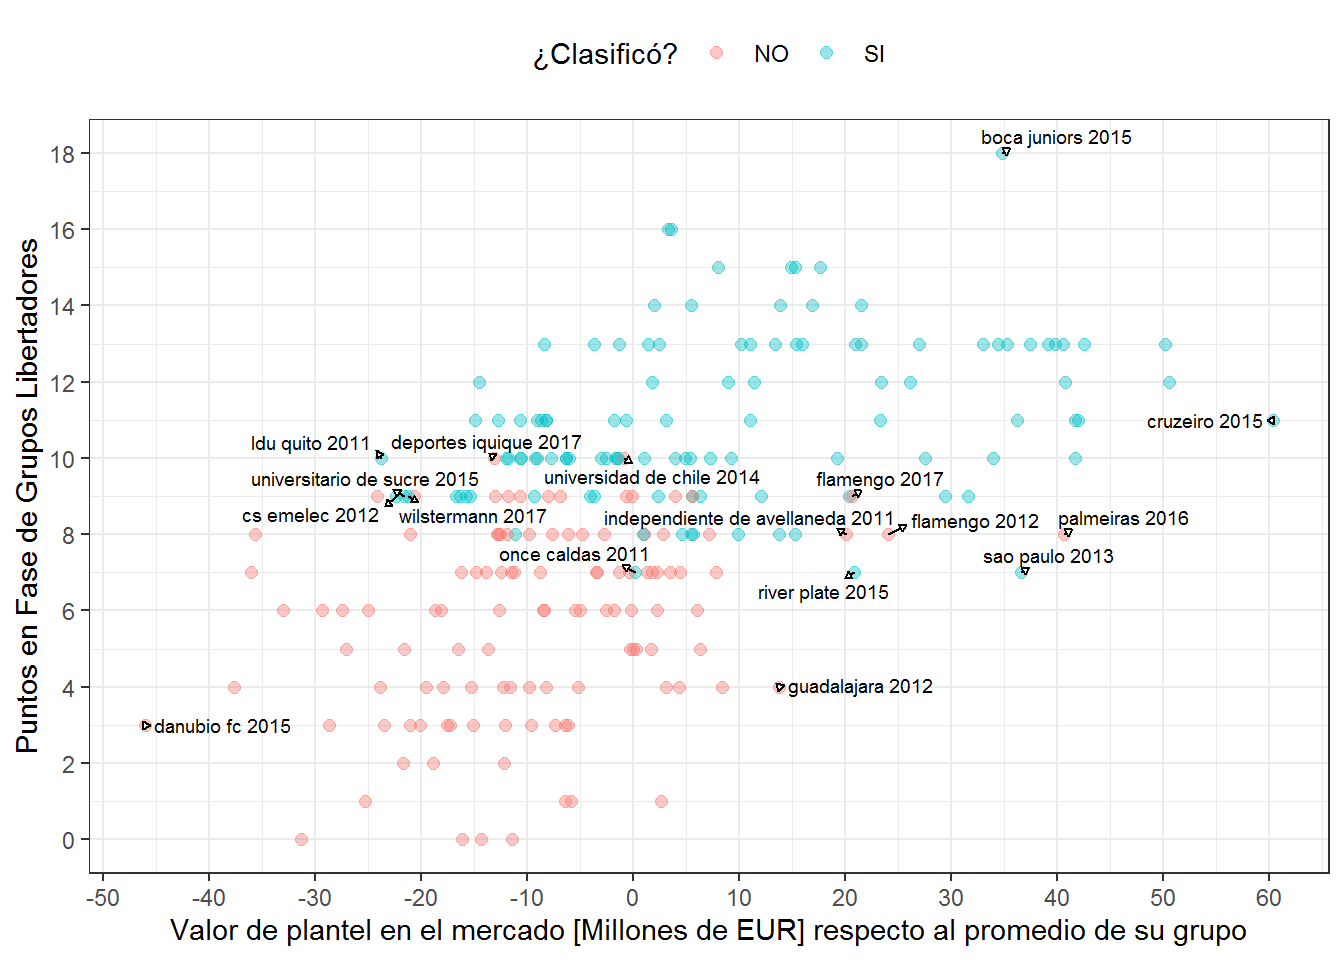 ¿Clasificó? NO SI
boca juniors 2015
18
16
14
12
cruzeiro 2015
ldu quito 2011 deportes iquique 2017
10
universitario de sucre 2015 universidad de chile 2014 flamengo 2017
cs emelec 2012 wilstermann 2017 independiente de avellaneda 2011 flamengo 2012 palmeiras 2016
8
once caldas 2011 sao paulo 2013
river plate 2015
6
4 guadalajara 2012
danubio fc 2015
2
0
-50 -40 -30 -20 -10 0 10 20 30 40 50 60
Valor de plantel en el mercado [Millones de EUR] respecto al promedio de su grupo
Puntos en Fase de Grupos Libertadores